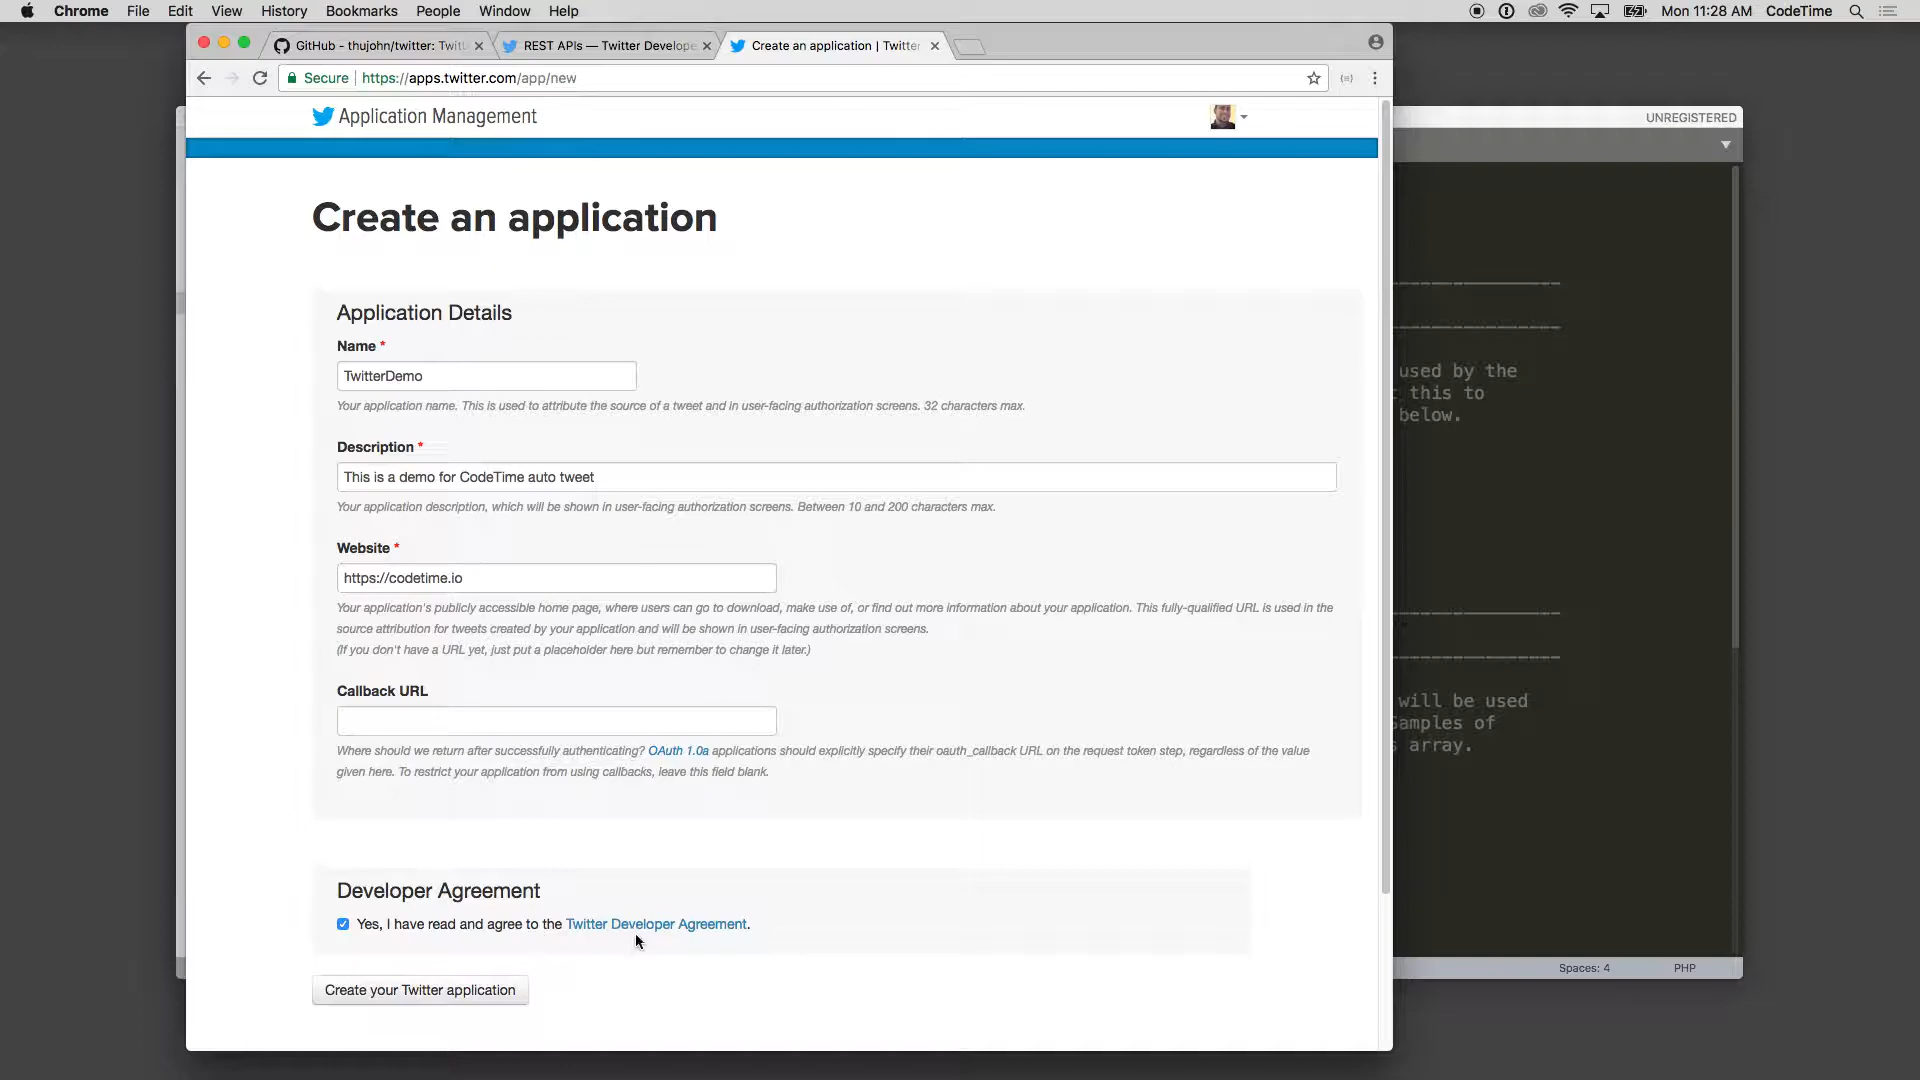 Chrome File Edit View History Bookmarks People Window Help Mon 11:28 AM CodeTime
GitHub - thujohn/twitter: Twitt REST APIs — Twitter Develope Create an application | Twitter
Secure https://apps.twitter.com/app/new
Application Management
UNREGISTERED
Create an application
Application Details
Name *
TwitterDemo
Your application name. This is used to attribute the source of a tweet and in user-facing authorization screens. 32 characters max.
Description *
This is a demo for CodeTime auto tweet
Your application description, which will be shown in user-facing authorization screens. Between 10 and 200 characters max.
Website *
https://codetime.io
Your application's publicly accessible home page, where users can go to download, make use of, or find out more information about your application. This fully-qualified URL is used in the
source attribution for tweets created by your application and will be shown in user-facing authorization screens.
(If you don't have a URL yet, just put a placeholder here but remember to change it later.)
Callback URL
Where should we return after successfully authenticating? OAuth 1.0a applications should explicitly specify their oauth_callback URL on the request token step, regardless of the value
given here. To restrict your application from using callbacks, leave this field blank.
Developer Agreement
Yes, I have read and agree to the Twitter Developer Agreement.
Create your Twitter application
used by the
this to
below.
will be used
Samples of
array.
Spaces: 4 PHP